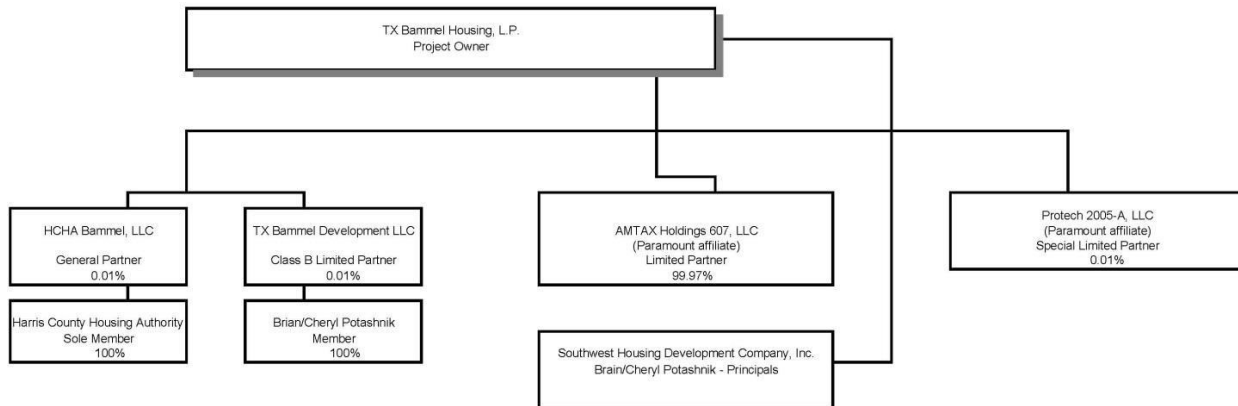 TX Bammel Housing, L.P.
Project Owner
HCHA Bammel, LLC
General Partner
0.01%
TX Bammel Development LLC
Class B Limited Partner
0.01%
AMTAX Holdings 607, LLC
(Paramount affiliate)
Limited Partner
99.97%
Protech 2005-A, LLC
(Paramount affiliate)
Special Limited Partner
0.01%
Harris County Housing Authority
Sole Member
100%
Brian/Cheryl Potashnik
Member
100%
Southwest Housing Development Company, Inc.
Brain/Cheryl Potashnik - Principals